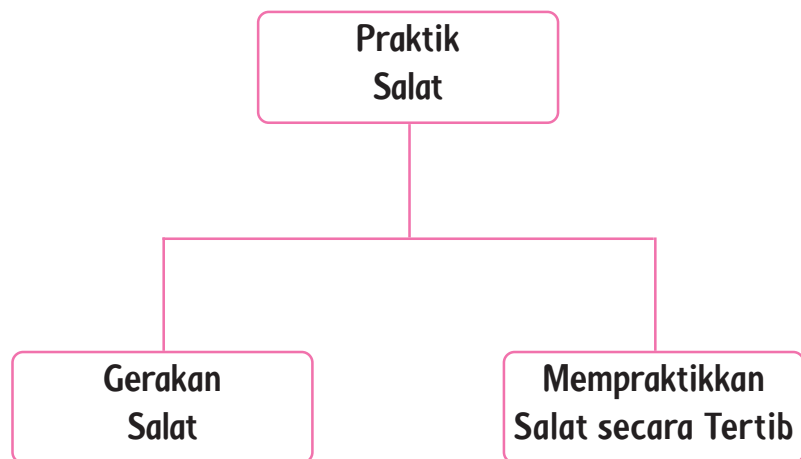 Praktik
Salat
Gerakan
Salat
Mempraktikkan
Salat secara Tertib